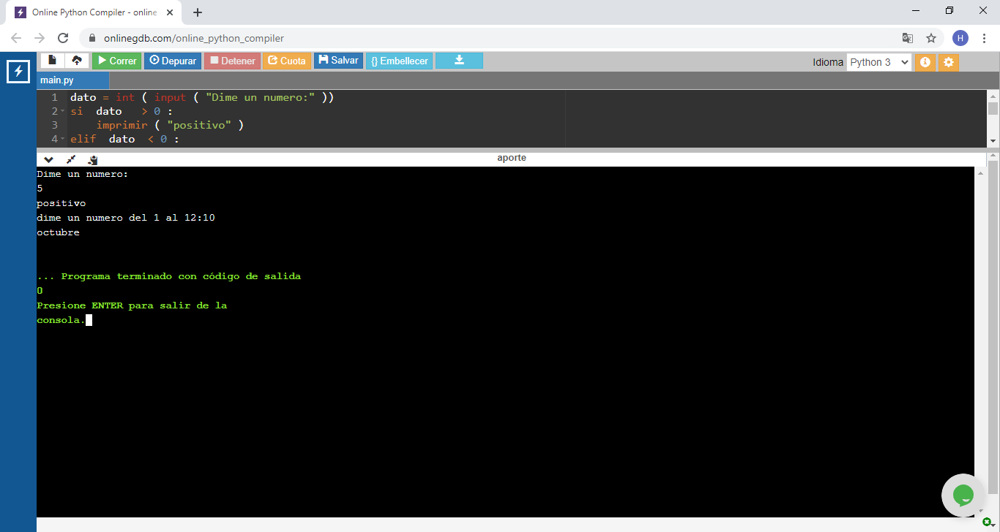 Online Python Compiler - online
onlinegdb.com/online_python_compiler
H
Correr Depurar Detener Cuota Salvar {} Embellecer
Idioma Python 3
main.py
1 dato = int ( input ( "Dime un numero:" ))
2 si dato > 0 :
3 imprimir ( "positivo" )
4 elif dato < 0 :
aporte
Dime un numero:
5
positivo
dime un numero del 1 al 12:10
octubre
... Programa terminado con código de salida
0
Presione ENTER para salir de la
consola.